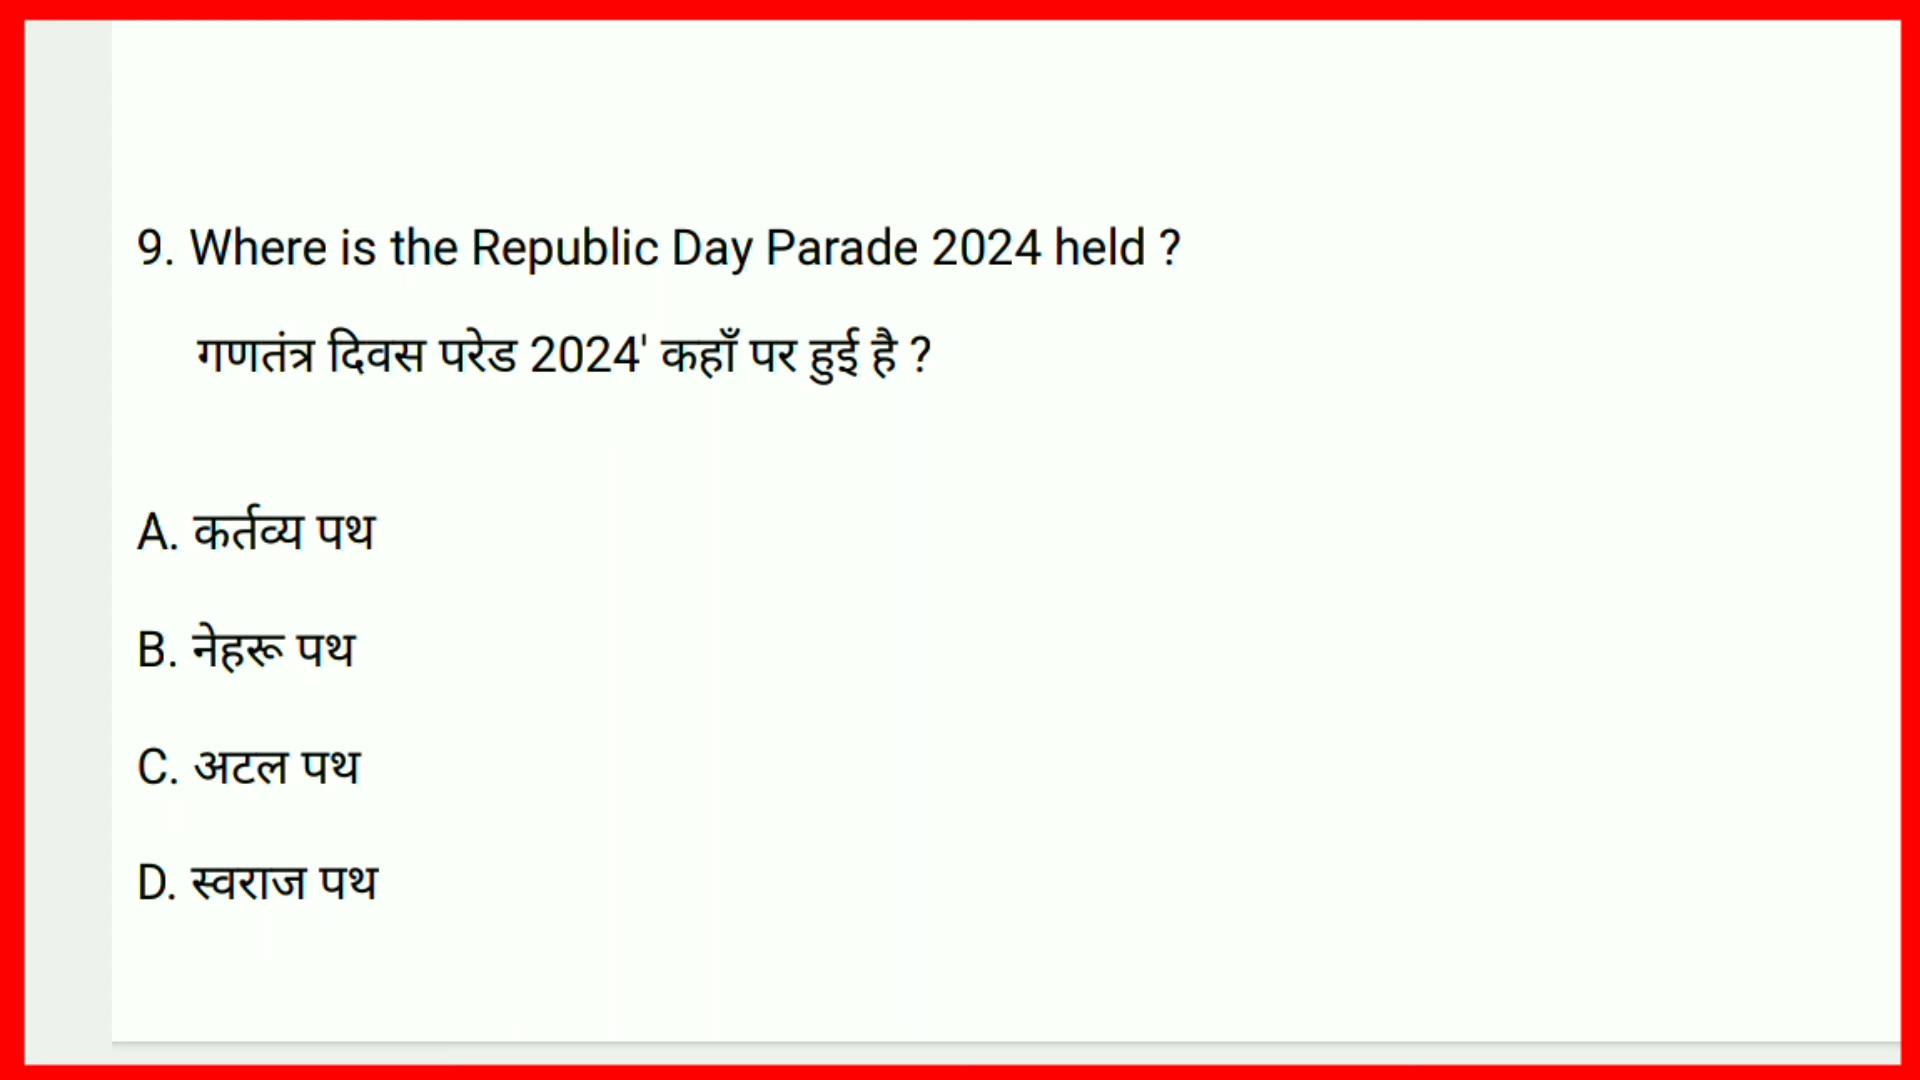 9. Where is the Republic Day Parade 2024 held ?
गणतंत्र दिवस परेड 2024' कहाँ पर हुई है ?
A. कर्तव्य पथ
B. नेहरू पथ
C. अटल पथ
D. स्वराज पथ